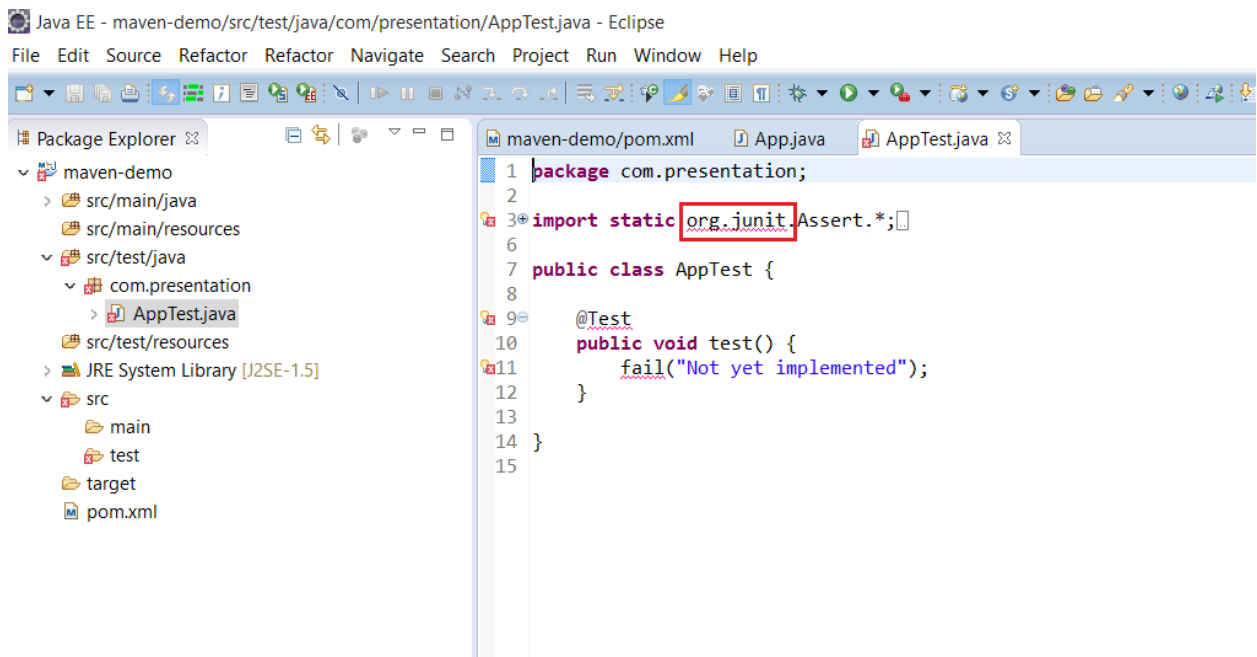 Java EE - maven-demo/src/test/java/com/presentation/AppTest.java - Eclipse
File Edit Source Refactor Refactor Navigate Search Project Run Window Help
Package Explorer
maven-demo
src/main/java
src/main/resources
src/test/java
com.presentation
AppTest.java
src/test/resources
JRE System Library [J2SE-1.5]
src
main
test
target
pom.xml
maven-demo/pom.xml App.java AppTest.java
1 package com.presentation;
2
3 import static org.junit.Assert.*;
6
7 public class AppTest {
8
9 @Test
10 public void test() {
11 fail("Not yet implemented");
12 }
13
14 }
15